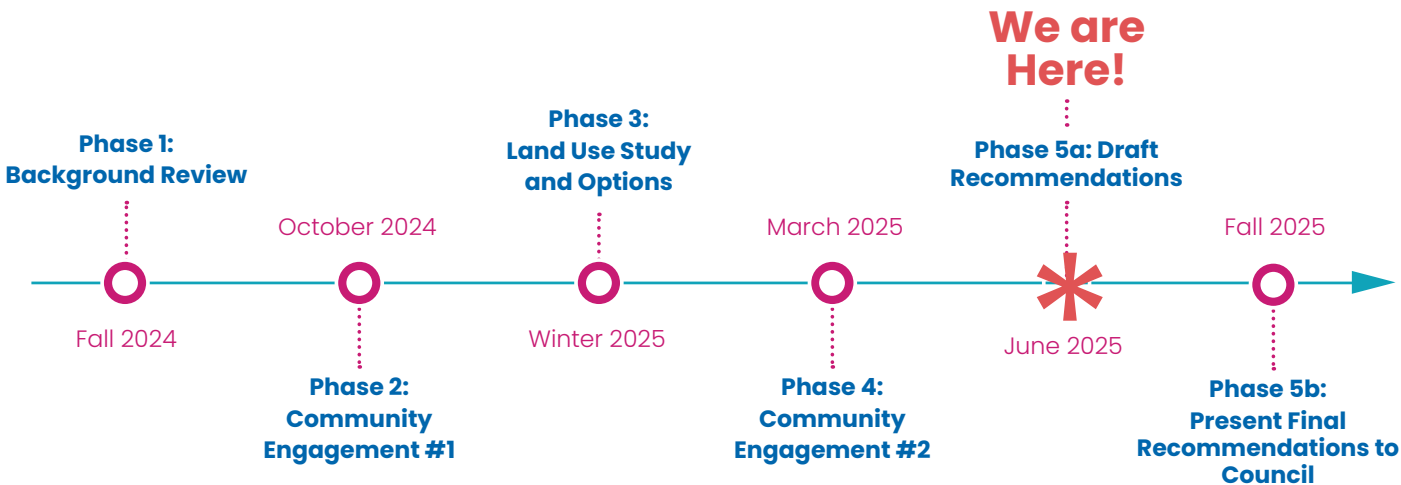 We are
Here!
Phase 1:
Background Review
Fall 2024
October 2024
Phase 2:
Community
Engagement #1
Phase 3:
Land Use Study
and Options
Winter 2025
March 2025
Phase 4:
Community
Engagement #2
Phase 5a: Draft
Recommendations
June 2025
Fall 2025
Phase 5b:
Present Final
Recommendations to
Council